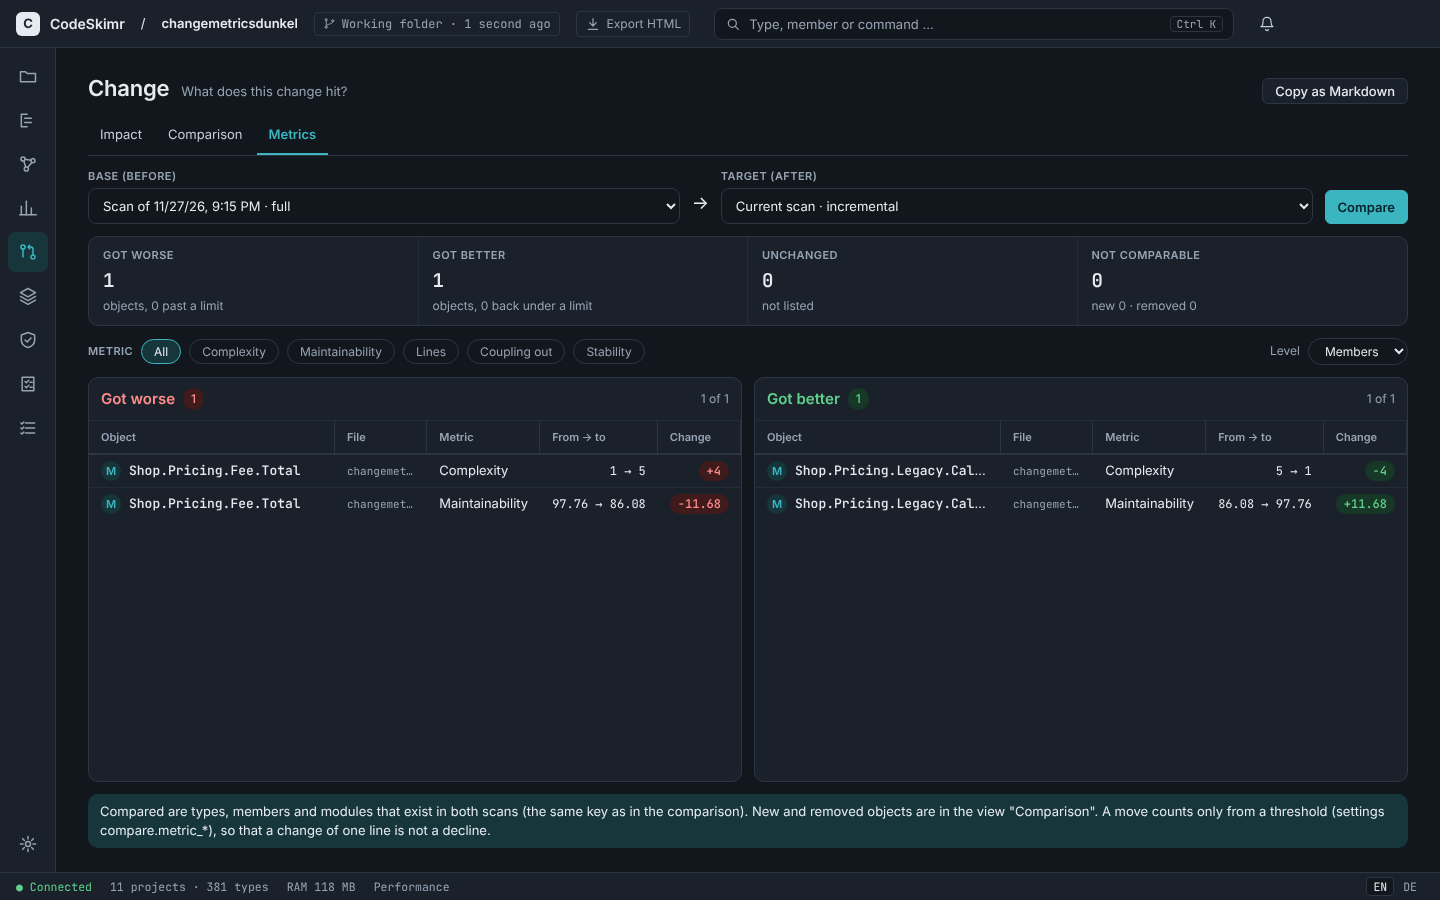 C CodeSkimr / changemetricsdunkel Working folder · 1 second ago Export HTML Type, member or command ... Ctrl K
Change What does this change hit? Copy as Markdown
Impact Comparison Metrics
BASE (BEFORE) TARGET (AFTER)
Scan of 11/27/26, 9:15 PM · full → Current scan · incremental Compare
GOT WORSE GOT BETTER UNCHANGED NOT COMPARABLE
1 1 0 0
objects, 0 past a limit objects, 0 back under a limit not listed new 0 · removed 0
METRIC All Complexity Maintainability Lines Coupling out Stability Level Members
Got worse 1 1 of 1 Got better 1 1 of 1
Object File Metric From → to Change Object File Metric From → to Change
M Shop.Pricing.Fee.Total changemet… Complexity 1 → 5 +4 M Shop.Pricing.Legacy.Cal… changemet… Complexity 5 → 1 -4
M Shop.Pricing.Fee.Total changemet… Maintainability 97.76 → 86.08 -11.68 M Shop.Pricing.Legacy.Cal… changemet… Maintainability 86.08 → 97.76 +11.68
Compared are types, members and modules that exist in both scans (the same key as in the comparison). New and removed objects are in the view "Comparison". A move counts only from a threshold (settings
compare.metric_*), so that a change of one line is not a decline.
Connected 11 projects · 381 types RAM 118 MB Performance EN DE